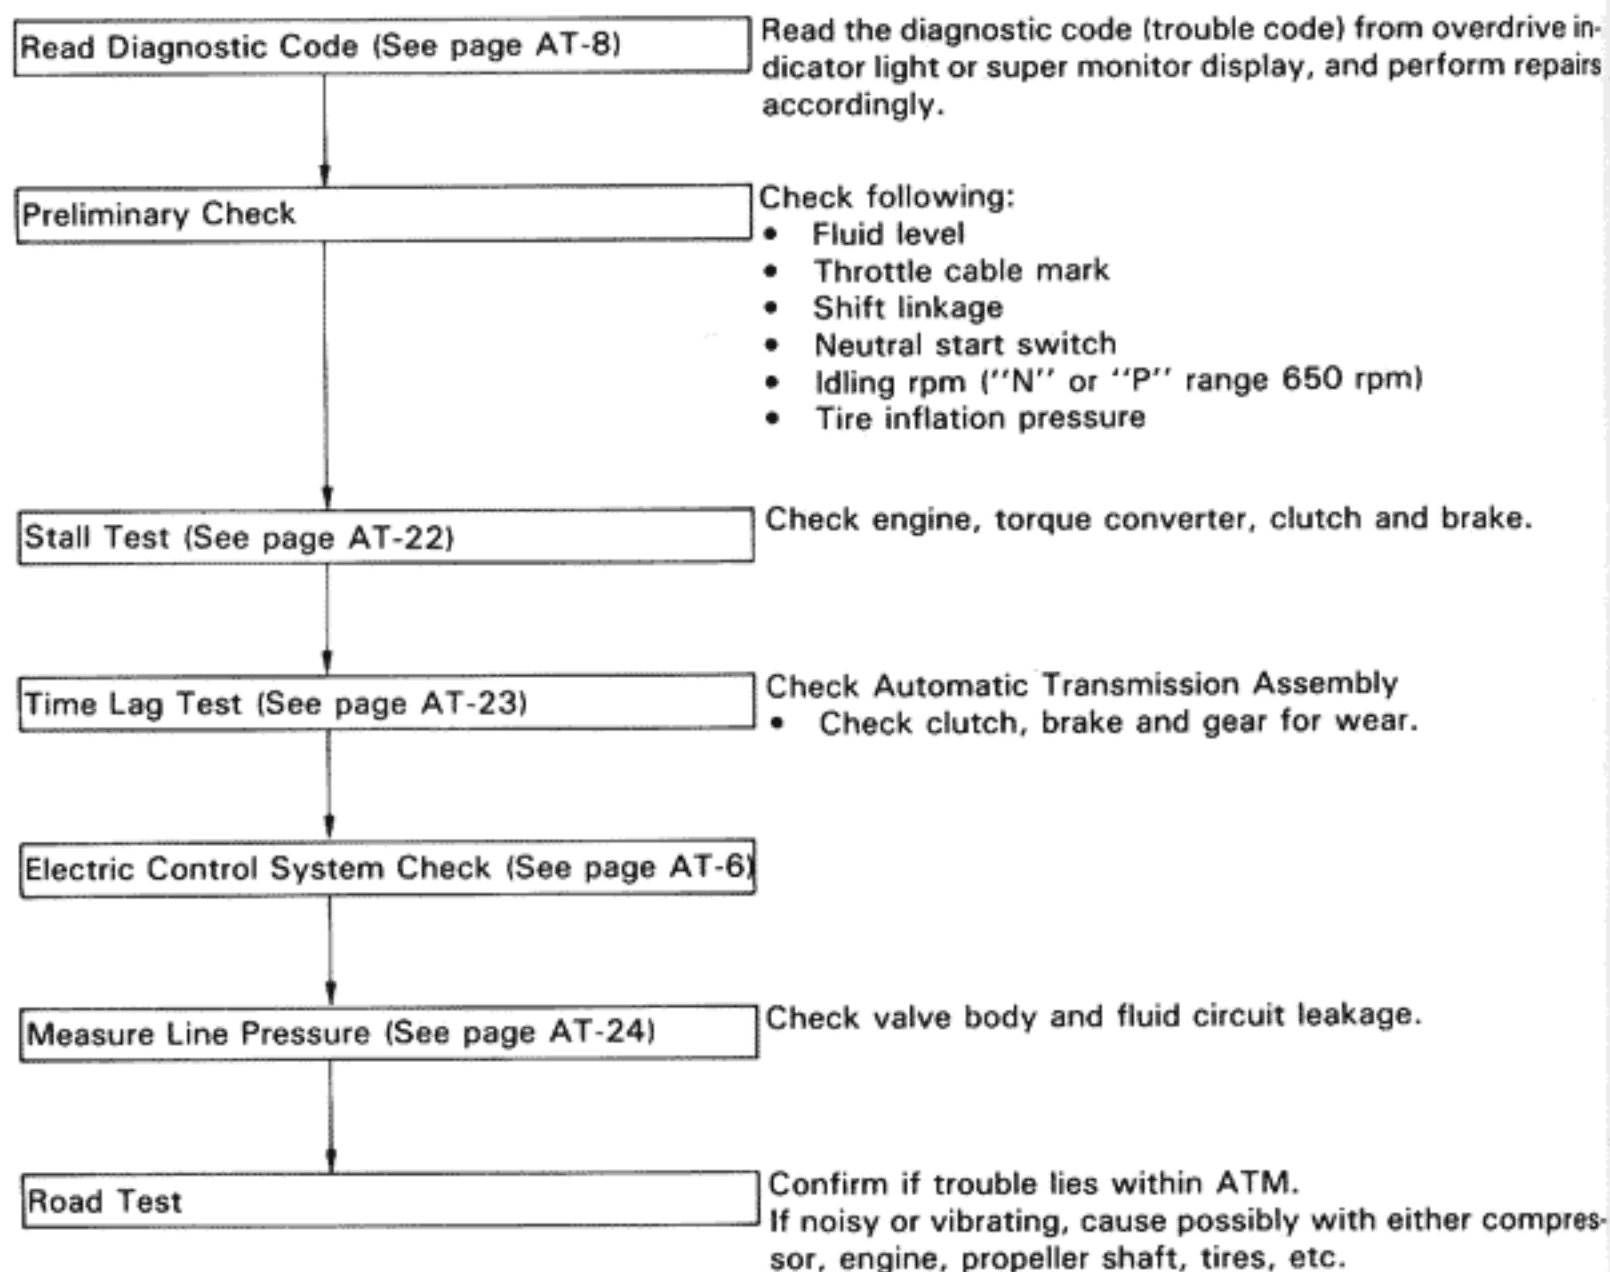 Read Diagnostic Code (See page AT-8)
Read the diagnostic code (trouble code) from overdrive in-
dicator light or super monitor display, and perform repairs
accordingly.
Preliminary Check
Check following:
• Fluid level
• Throttle cable mark
• Shift linkage
• Neutral start switch
• Idling rpm (''N'' or ''P'' range 650 rpm)
• Tire inflation pressure
Stall Test (See page AT-22)
Check engine, torque converter, clutch and brake.
Time Lag Test (See page AT-23)
Check Automatic Transmission Assembly
• Check clutch, brake and gear for wear.
Electric Control System Check (See page AT-6)
Measure Line Pressure (See page AT-24)
Check valve body and fluid circuit leakage.
Road Test
Confirm if trouble lies within ATM.
If noisy or vibrating, cause possibly with either compres-
sor, engine, propeller shaft, tires, etc.